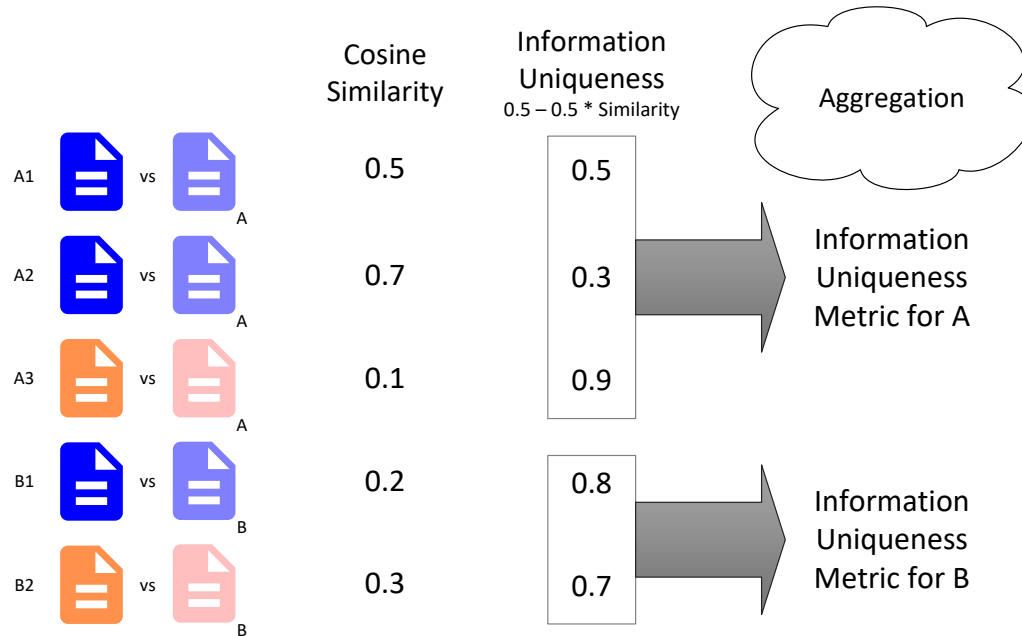 Cosine
Similarity
Information
Uniqueness
0.5 – 0.5 * Similarity
Aggregation
A1 vs A 0.5 0.5
A2 vs A 0.7 0.3
A3 vs A 0.1 0.9
Information
Uniqueness
Metric for A
B1 vs B 0.2 0.8
B2 vs B 0.3 0.7
Information
Uniqueness
Metric for B